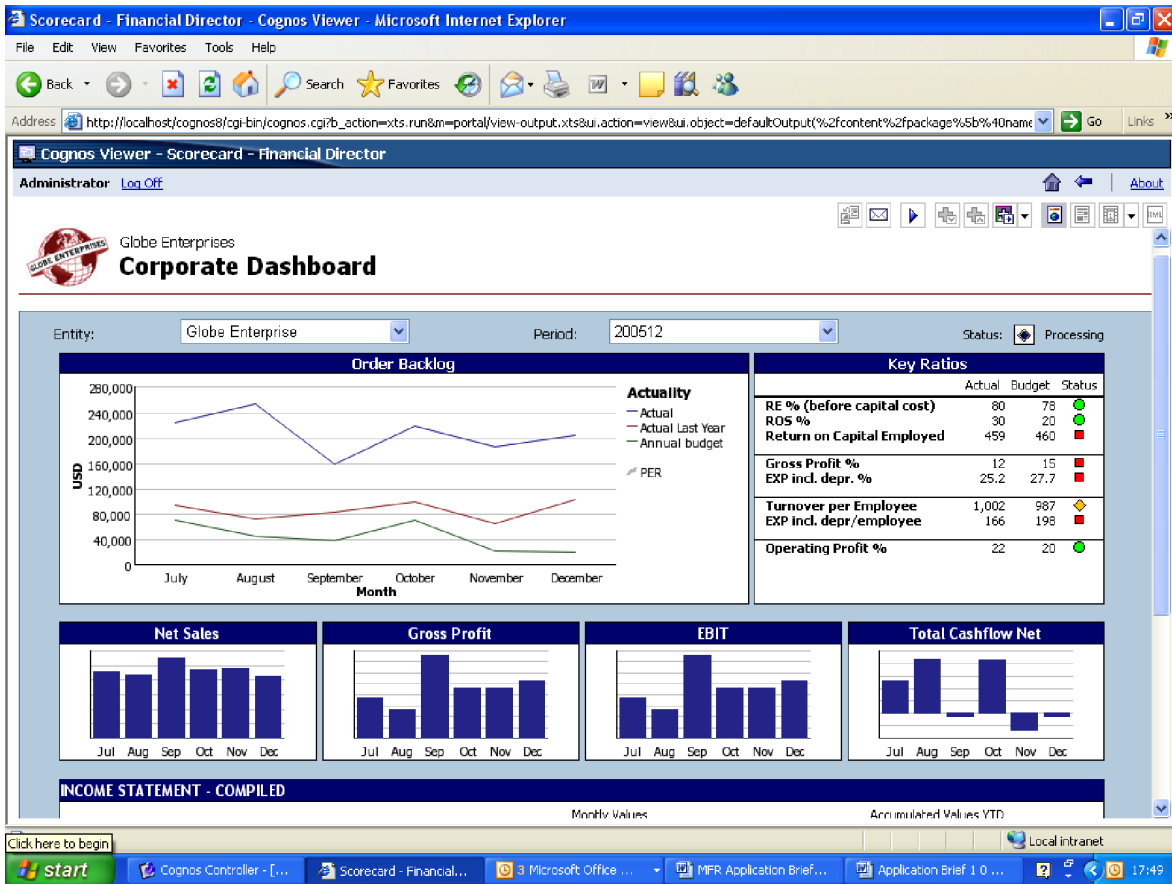 Scorecard - Financial Director - Cognos Viewer - Microsoft Internet Explorer
File Edit View Favorites Tools Help
Back Search Favorites
Address http://localhost/cognos8/cgi-bin/cognos.cgi?b_action=xts.run&m=portal/view-output.xts&ui.action=view&ui.object=defaultOutput(%2fcontent%2fpackage%5b%40name Go Links »
Cognos Viewer - Scorecard - Financial Director
Administrator Log Off About
XML
GLOBE ENTERPRISES
Globe Enterprises
Corporate Dashboard
Entity: Globe Enterprise Period: 200512 Status: Processing
Order Backlog
280,000
240,000
200,000
160,000
120,000
80,000
40,000
0
USD
July August September October November December
Month
Actuality
Actual
Actual Last Year
Annual budget
PER
Key Ratios
Actual Budget Status
RE % (before capital cost) 80 78
ROS % 30 20
Return on Capital Employed 459 460
Gross Profit % 12 15
EXP incl. depr. % 25.2 27.7
Turnover per Employee 1,002 987
EXP incl. depr/employee 166 198
Operating Profit % 22 20
Net Sales
Jul Aug Sep Oct Nov Dec
Gross Profit
Jul Aug Sep Oct Nov Dec
EBIT
Jul Aug Sep Oct Nov Dec
Total Cashflow Net
Jul Aug Sep Oct Nov Dec
INCOME STATEMENT - COMPILED
Montly Values Accumulated Values YTD
Click here to begin Local intranet
start Cognos Controller - [... Scorecard - Financial... 3 Microsoft Office ... MFR Application Brief... Application Brief 1 0 ... 17:49